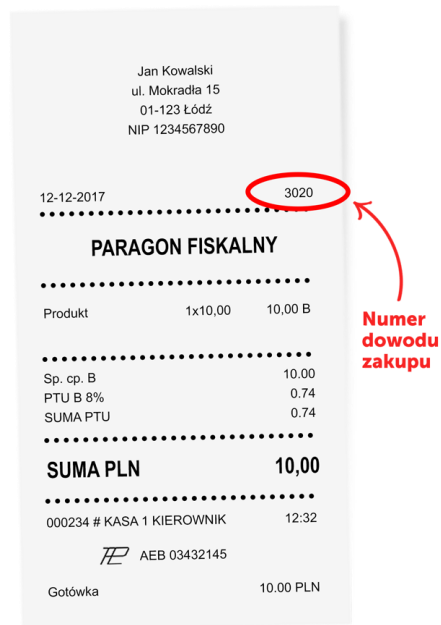 Jan Kowalski
ul. Mokradła 15
01-123 Łódź
NIP 1234567890
12-12-2017 3020
PARAGON FISKALNY
Produkt 1x10,00 10,00 B
Sp. cp. B 10.00
PTU B 8% 0.74
SUMA PTU 0.74
SUMA PLN 10,00
000234 # KASA 1 KIEROWNIK 12:32
AEB 03432145
Gotówka 10.00 PLN
Numer
dowodu
zakupu